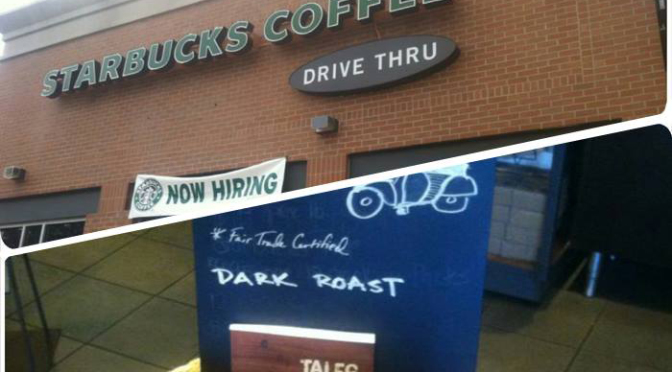 STARBUCKS COFFEE
DRIVE THRU
NOW HIRING
* Fair Trade Certified
DARK ROAST
TALES